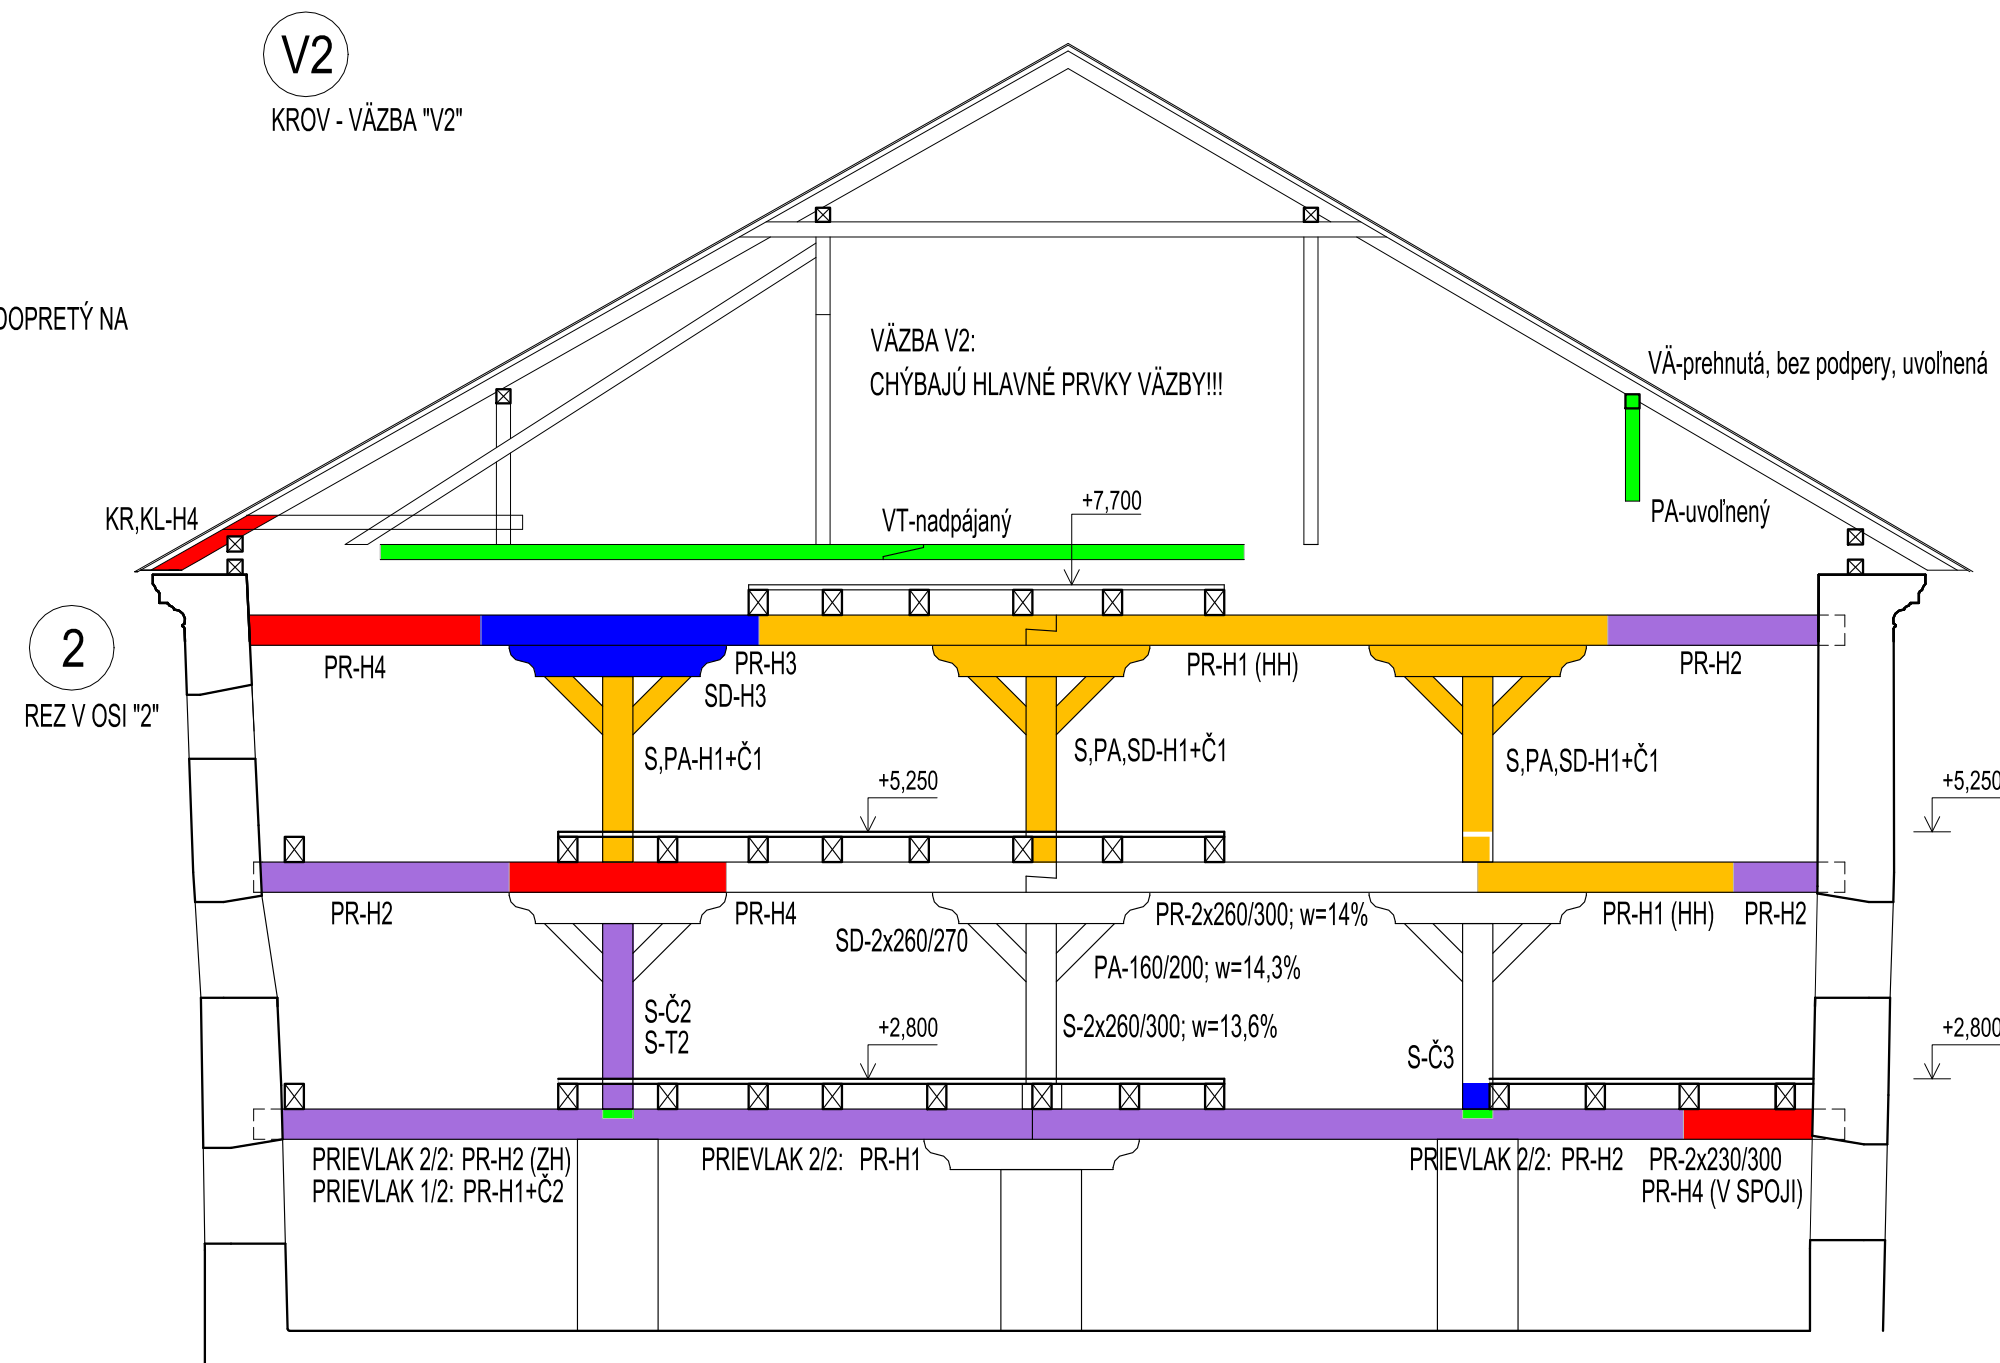 V2
KROV - VÄZBA "V2"
DOPRETÝ NA
VÄZBA V2:
CHÝBAJÚ HLAVNÉ PRVKY VÄZBY!!!
VÄ-prehnutá, bez podpery, uvoľnená
KR,KL-H4
VT-nadpájaný
+7,700
PA-uvoľnený
2
REZ V OSI "2"
PR-H4
PR-H3
SD-H3
PR-H1 (HH)
PR-H2
S,PA-H1+Č1
S,PA,SD-H1+Č1
S,PA,SD-H1+Č1
+5,250
+5,250
PR-H2
PR-H4
SD-2x260/270
PR-2x260/300; w=14%
PR-H1 (HH)
PR-H2
PA-160/200; w=14,3%
S-Č2
S-T2
+2,800
S-2x260/300; w=13,6%
S-Č3
+2,800
PRIEVLAK 2/2: PR-H2 (ZH)
PRIEVLAK 1/2: PR-H1+Č2
PRIEVLAK 2/2: PR-H1
PRIEVLAK 2/2: PR-H2
PR-2x230/300
PR-H4 (V SPOJI)